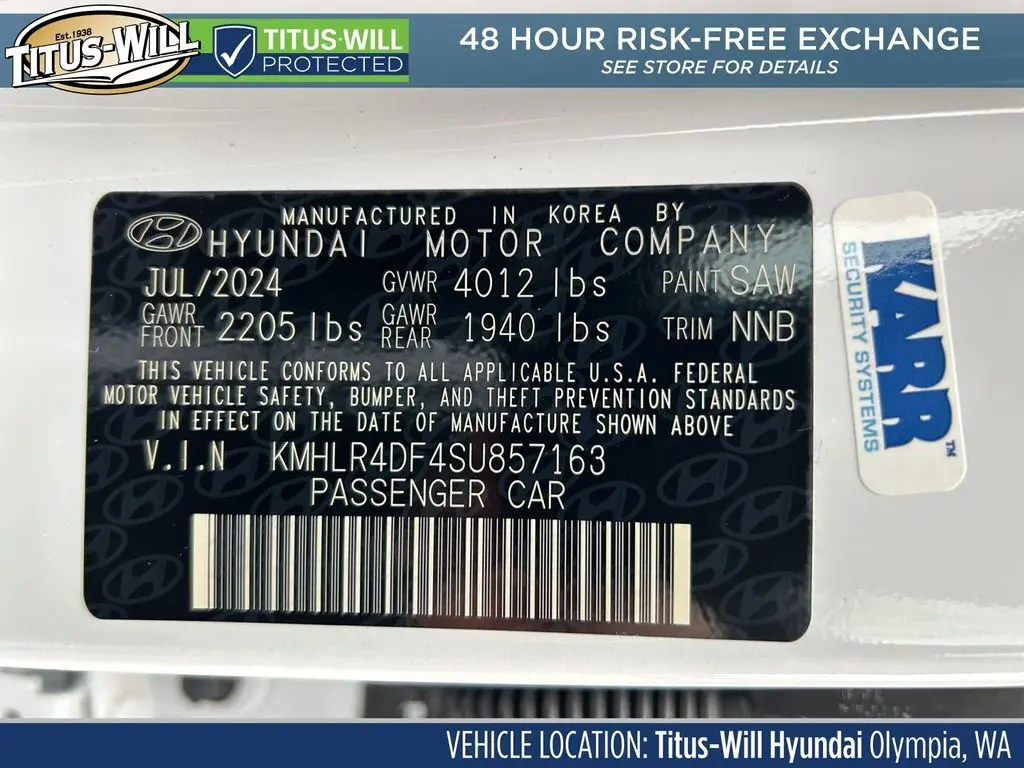 Est. 1938
TITUS-WILL
TITUS-WILL
PROTECTED
48 HOUR RISK-FREE EXCHANGE
SEE STORE FOR DETAILS
MANUFACTURED IN KOREA BY
HYUNDAI MOTOR COMPANY
JUL/2024 GVWR 4012 lbs PAINT SAW
GAWR FRONT 2205 lbs GAWR REAR 1940 lbs TRIM NNB
THIS VEHICLE CONFORMS TO ALL APPLICABLE U.S.A. FEDERAL
MOTOR VEHICLE SAFETY, BUMPER, AND THEFT PREVENTION STANDARDS
IN EFFECT ON THE DATE OF MANUFACTURE SHOWN ABOVE
V.I.N KMHLR4DF4SU857163
PASSENGER CAR
KARR™
SECURITY SYSTEMS
VEHICLE LOCATION: Titus-Will Hyundai Olympia, WA